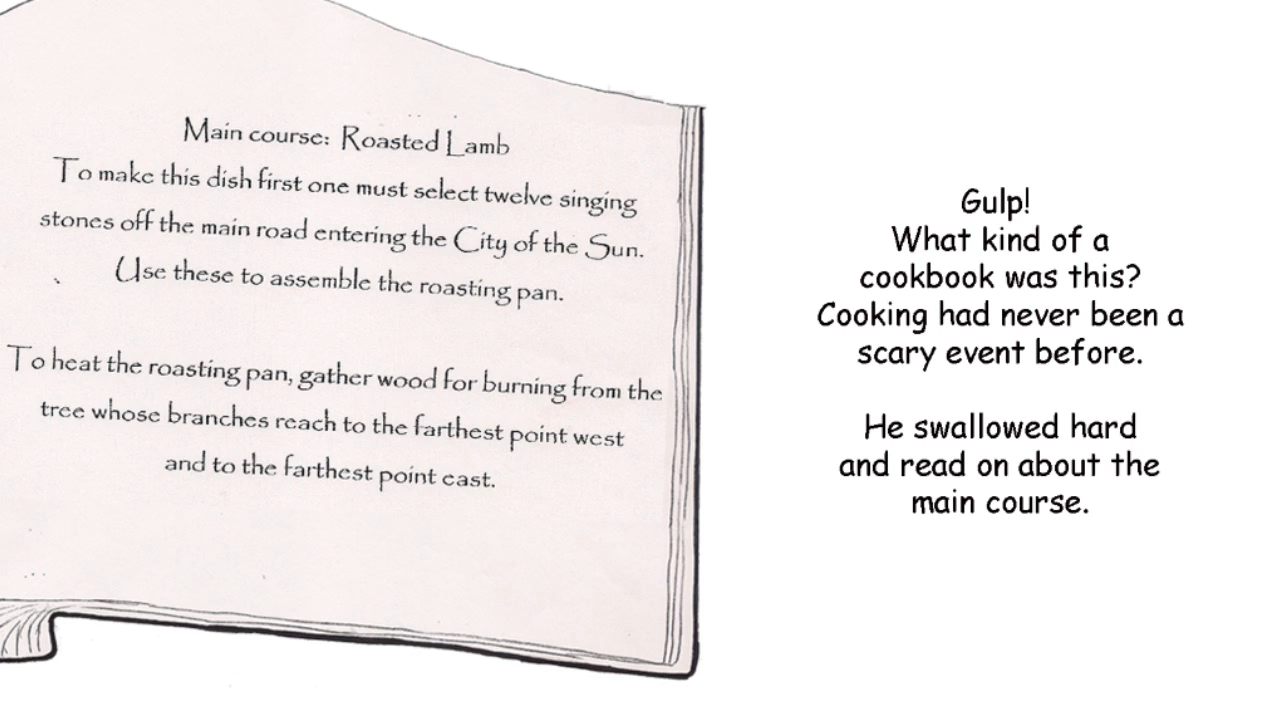 Main course: Roasted Lamb
To make this dish first one must select twelve singing
stones off the main road entering the City of the Sun.
Use these to assemble the roasting pan.
To heat the roasting pan, gather wood for burning from the
tree whose branches reach to the farthest point west
and to the farthest point east.
Gulp!
What kind of a
cookbook was this?
Cooking had never been a
scary event before.
He swallowed hard
and read on about the
main course.